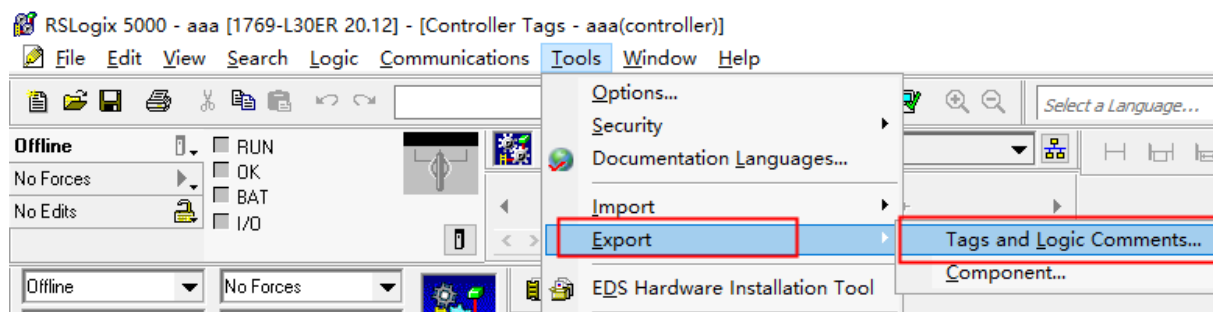 RSLogix 5000 - aaa [1769-L30ER 20.12] - [Controller Tags - aaa(controller)]
File Edit View Search Logic Communications Tools Window Help
Options...
Select a Language...
Offline
RUN
Security
No Forces
OK
Documentation Languages...
No Edits
BAT
I/O
Import
Export
Tags and Logic Comments...
Component...
Offline
No Forces
EDS Hardware Installation Tool